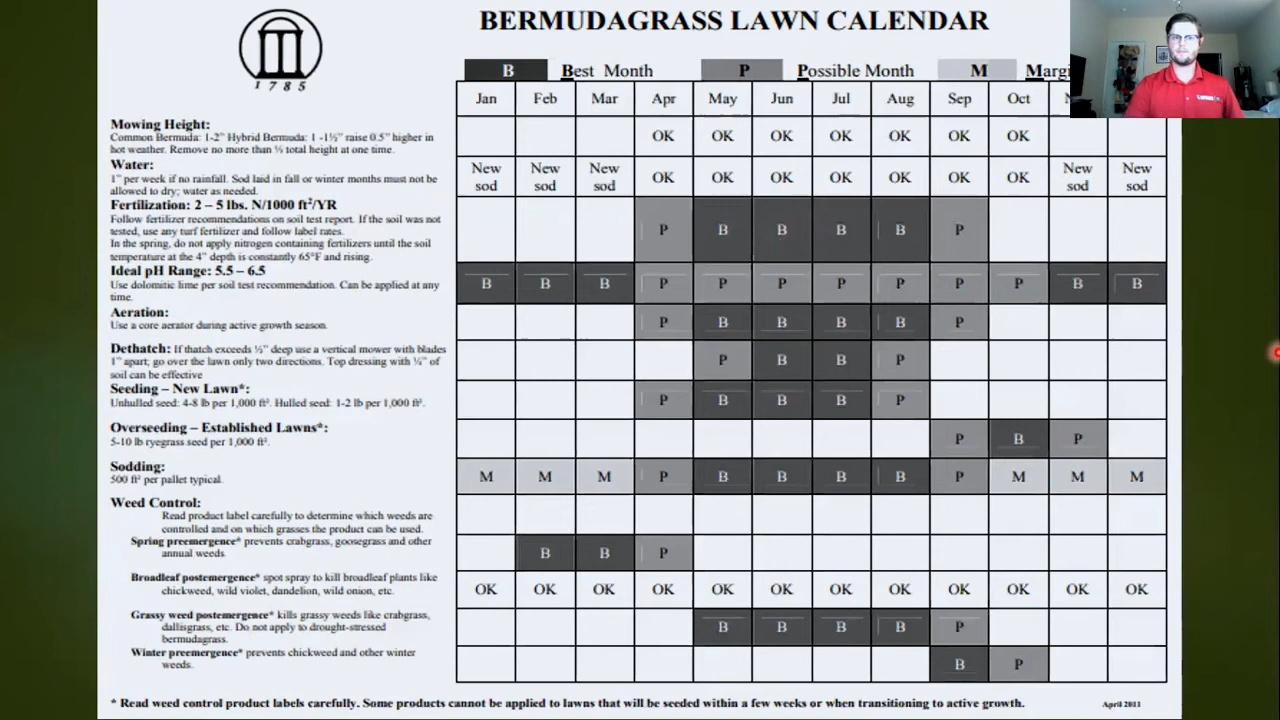 BERMUDAGRASS LAWN CALENDAR
1785
B Best Month P Possible Month M
Jan Feb Mar Apr May Jun Jul Aug Sep Oct
Mowing Height:
Common Bermuda: 1-2" Hybrid Bermuda: 1 -1½" raise 0.5" higher in
hot weather. Remove no more than ⅓ total height at one time.
OK OK OK OK OK OK OK
Water:
1" per week if no rainfall. Sod laid in fall or winter months must not be
allowed to dry; water as needed.
New sod New sod New sod OK OK OK OK OK OK OK New sod New sod
Fertilization: 2 – 5 lbs. N/1000 ft²/YR
Follow fertilizer recommendations on soil test report. If the soil was not
tested, use any turf fertilizer and follow label rates.
In the spring, do not apply nitrogen containing fertilizers until the soil
temperature at the 4" depth is constantly 65°F and rising.
P B B B B P
Ideal pH Range: 5.5 – 6.5
Use dolomitic lime per soil test recommendation. Can be applied at any
time.
B B B P P P P P P P B B
Aeration:
Use a core aerator during active growth season.
P B B B B P
Dethatch: If thatch exceeds ½" deep use a vertical mower with blades
1" apart; go over the lawn only two directions. Top dressing with ¼" of
soil can be effective
P B B P
Seeding – New Lawn*:
Unhulled seed: 4-8 lb per 1,000 ft². Hulled seed: 1-2 lb per 1,000 ft².
P B B B P
Overseeding – Established Lawns*:
5-10 lb ryegrass seed per 1,000 ft².
P B P
Sodding:
500 ft² per pallet typical.
M M M P B B B B P M M M
Weed Control:
Read product label carefully to determine which weeds are
controlled and on which grasses the product can be used.
Spring preemergence* prevents crabgrass, goosegrass and other
annual weeds.
B B P
Broadleaf postemergence* spot spray to kill broadleaf plants like
chickweed, wild violet, dandelion, wild onion, etc.
OK OK OK OK OK OK OK OK OK OK OK OK
Grassy weed postemergence* kills grassy weeds like crabgrass,
dallisgrass, etc. Do not apply to drought-stressed
bermudagrass.
B B B B P
Winter preemergence* prevents chickweed and other winter
weeds.
B P
* Read weed control product labels carefully. Some products cannot be applied to lawns that will be seeded within a few weeks or when transitioning to active growth.
April 2011